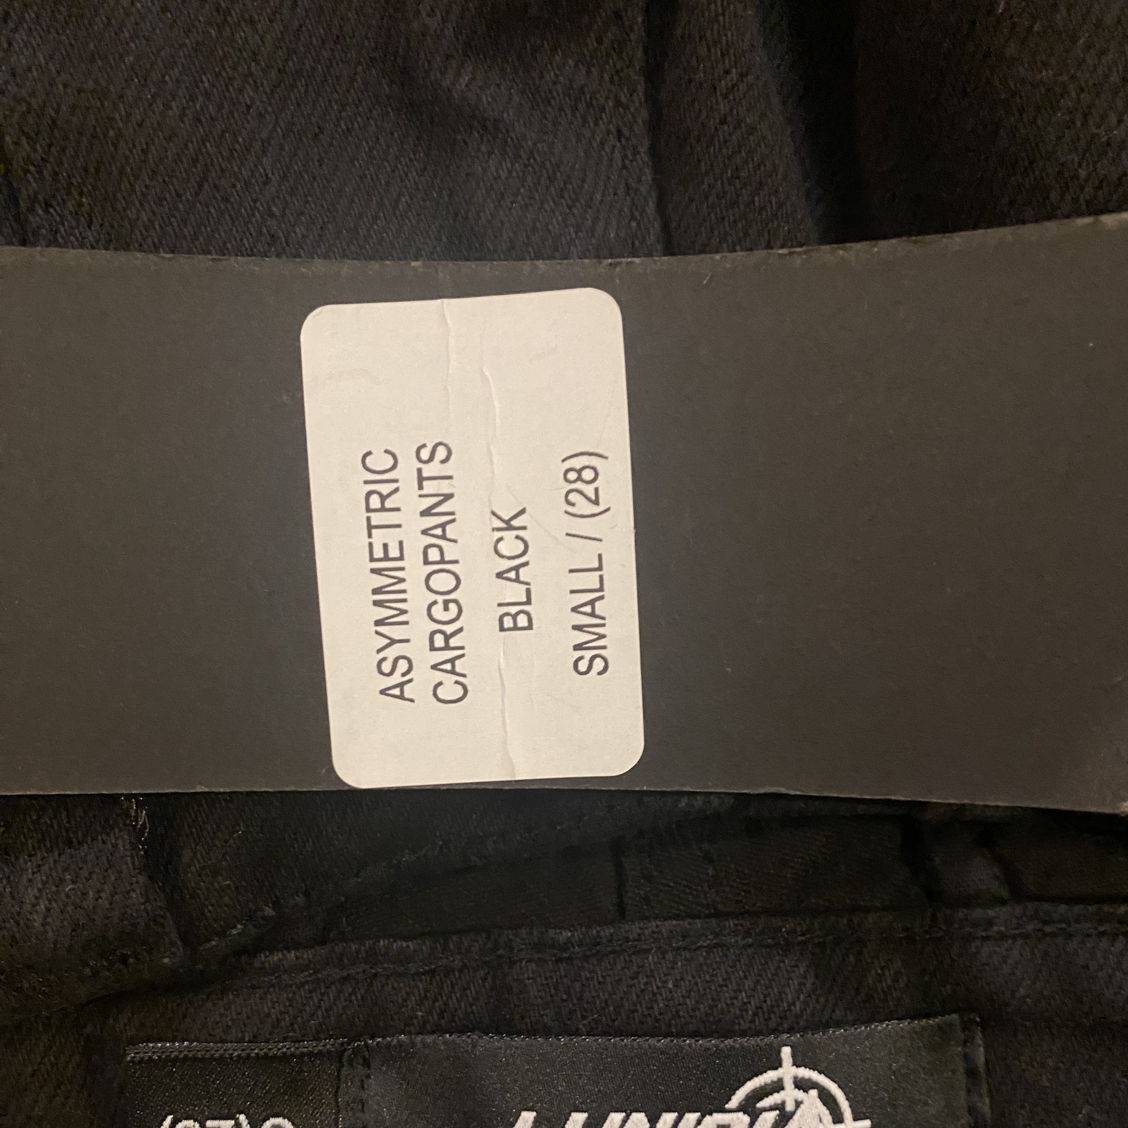 ASYMMETRIC
CARGOPANTS
BLACK
SMALL / (28)